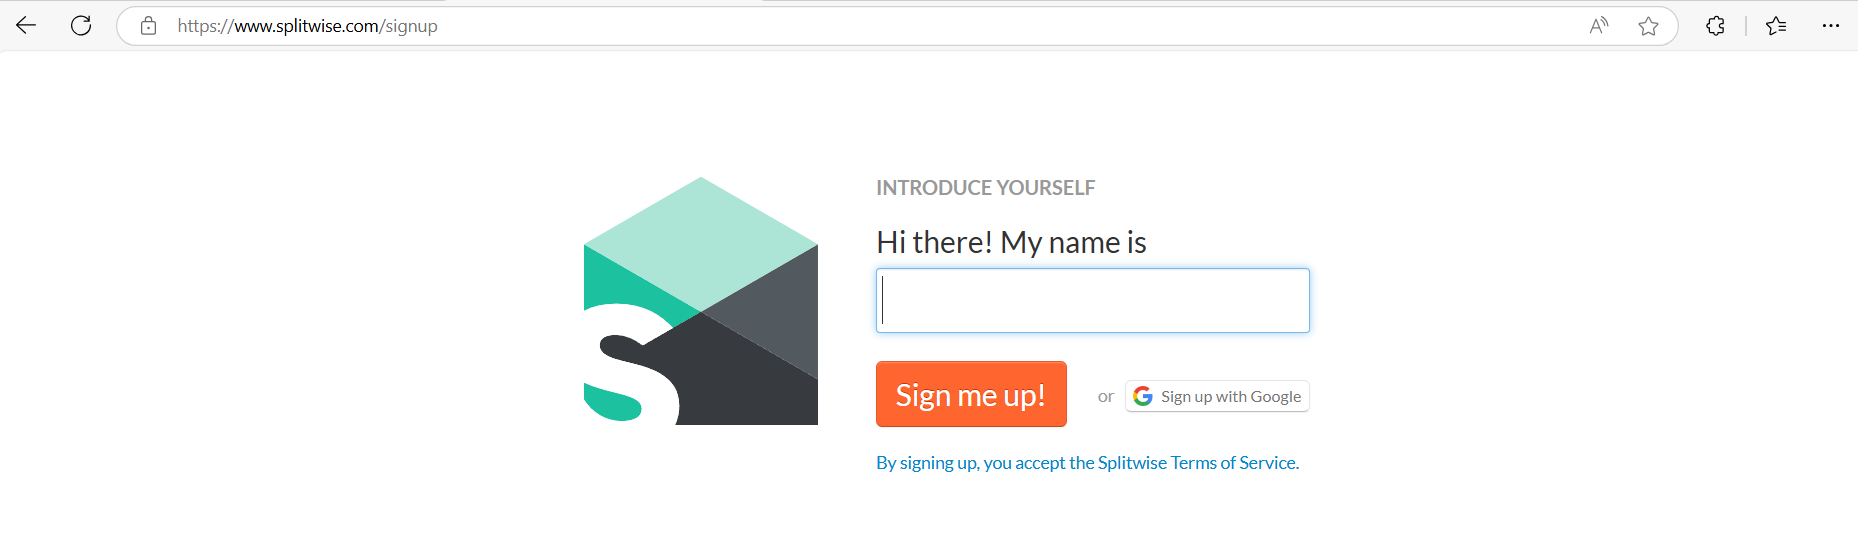 https://www.splitwise.com/signup
INTRODUCE YOURSELF
Hi there! My name is
Sign me up!
or
Sign up with Google
By signing up, you accept the Splitwise Terms of Service.
S